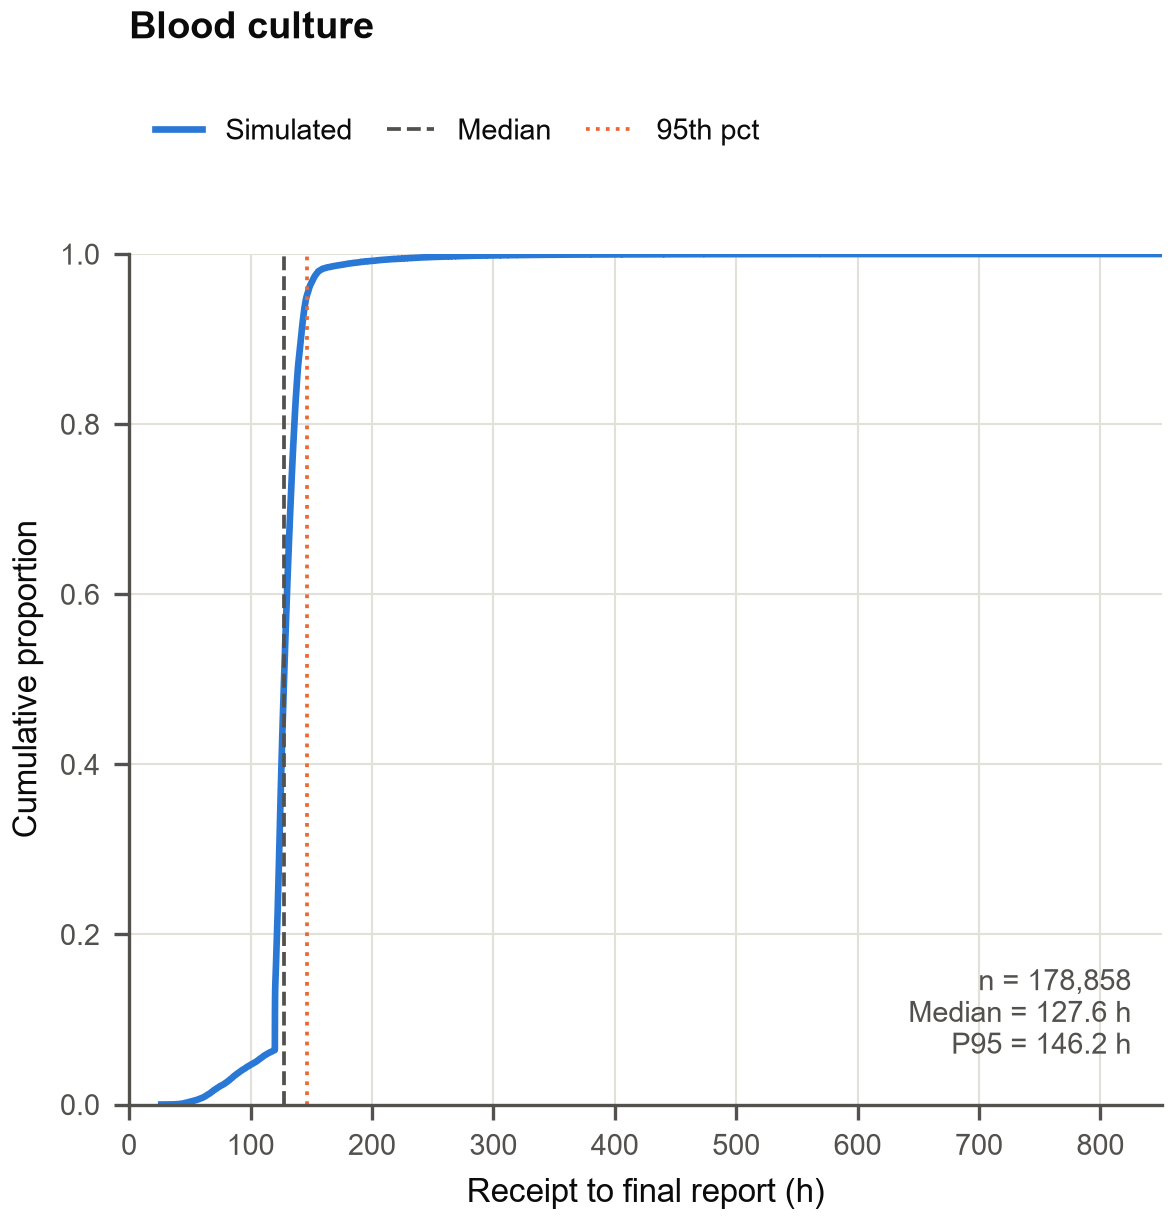 Blood culture
Simulated Median 95th pct
1.0
0.8
0.6
0.4
0.2
0.0
Cumulative proportion
n = 178,858
Median = 127.6 h
P95 = 146.2 h
0 100 200 300 400 500 600 700 800
Receipt to final report (h)